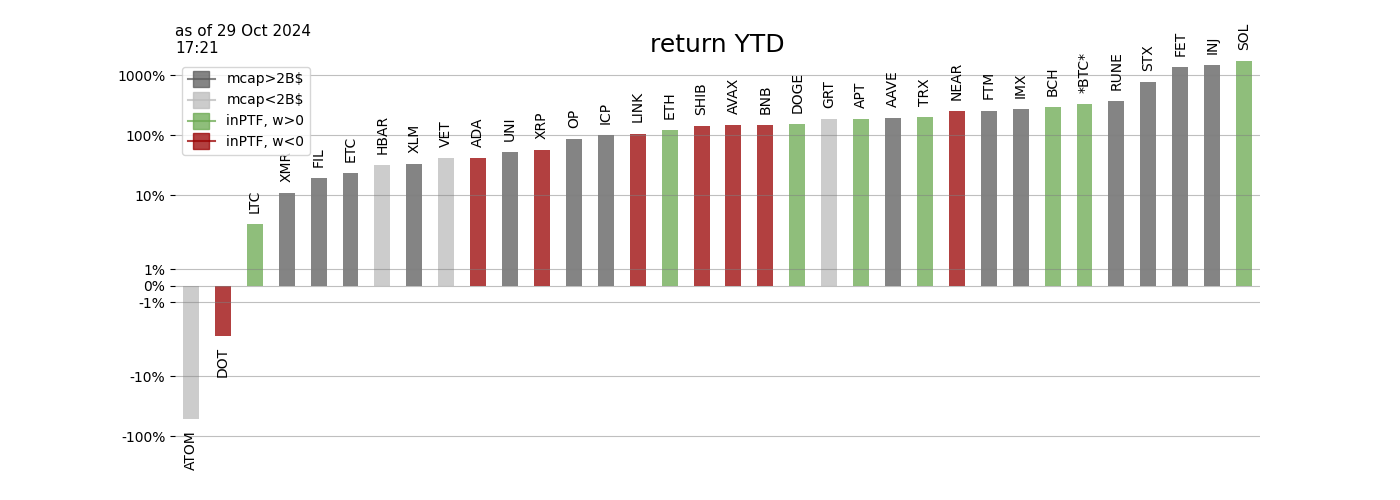 as of 29 Oct 2024
17:21
return YTD
mcap>2B$
mcap<2B$
inPTF, w>0
inPTF, w<0
1000%
100%
10%
1%
0%
-1%
-10%
-100%
ATOM
DOT
LTC
XMR
FIL
ETC
HBAR
XLM
VET
ADA
UNI
XRP
OP
ICP
LINK
ETH
SHIB
AVAX
BNB
DOGE
GRT
APT
AAVE
TRX
NEAR
FTM
IMX
BCH
*BTC*
RUNE
STX
FET
INJ
SOL